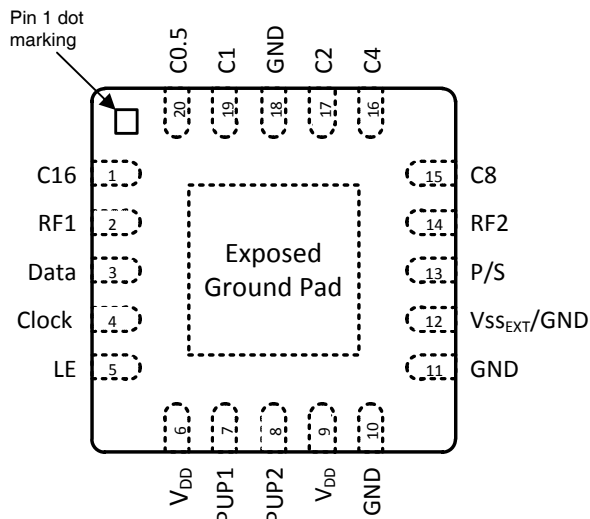 Pin 1 dot
marking
C0.5
C1
GND
C2
C4
20
19
18
17
16
C16
1
RF1
2
Data
3
Clock
4
LE
5
15
C8
14
RF2
13
P/S
12
VssEXT/GND
11
GND
Exposed
Ground Pad
6
7
8
9
10
VDD
PUP1
PUP2
VDD
GND